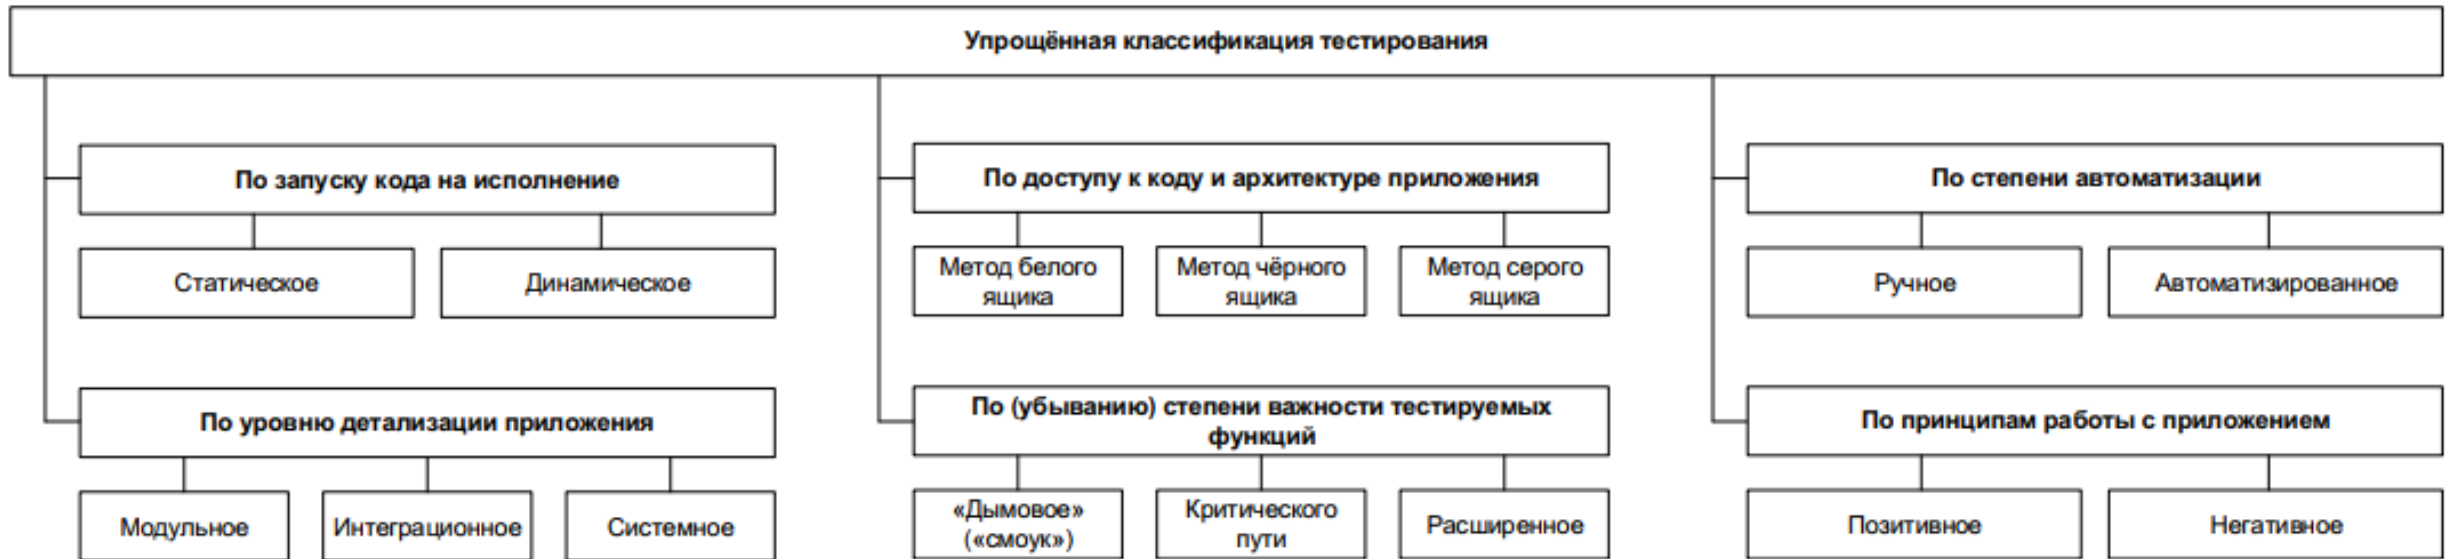 Упрощённая классификация тестирования
По запуску кода на исполнение
Статическое
Динамическое
По доступу к коду и архитектуре приложения
Метод белого
ящика
Метод чёрного
ящика
Метод серого
ящика
По степени автоматизации
Ручное
Автоматизированное
По уровню детализации приложения
Модульное
Интеграционное
Системное
По (убыванию) степени важности тестируемых
функций
«Дымовое»
(«смоук»)
Критического
пути
Расширенное
По принципам работы с приложением
Позитивное
Негативное